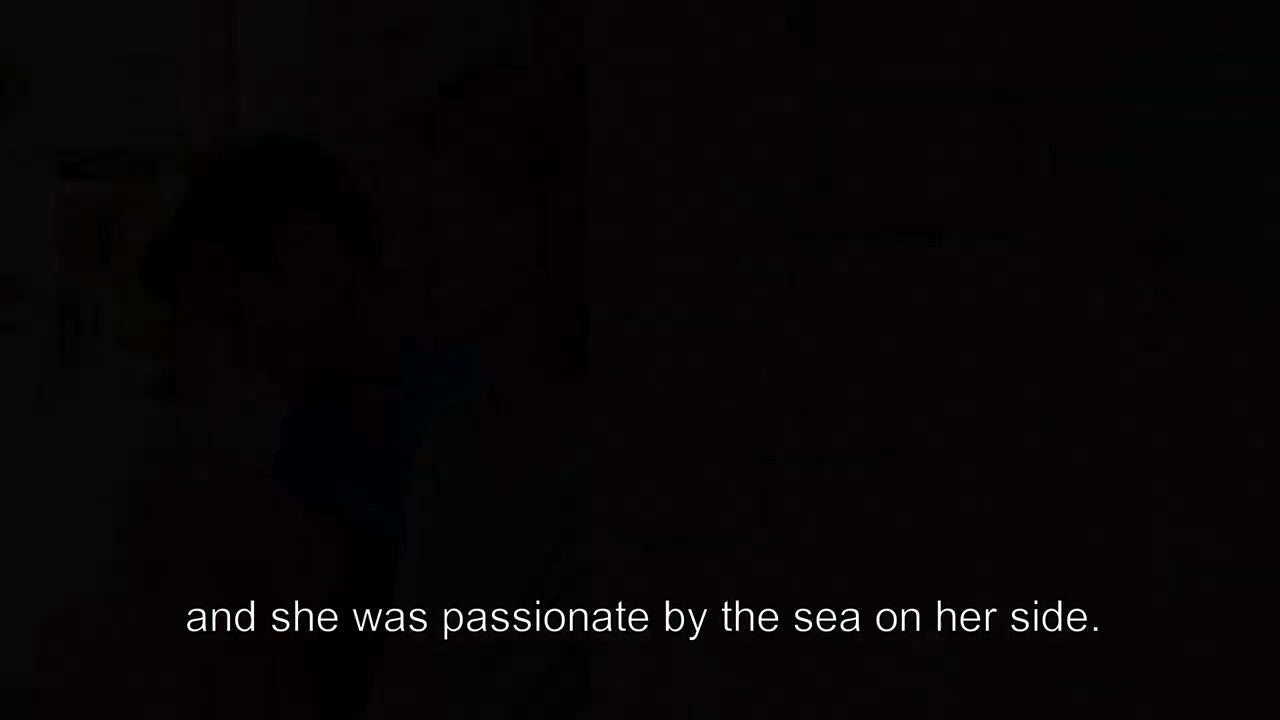 and she was passionate by the sea on her side.